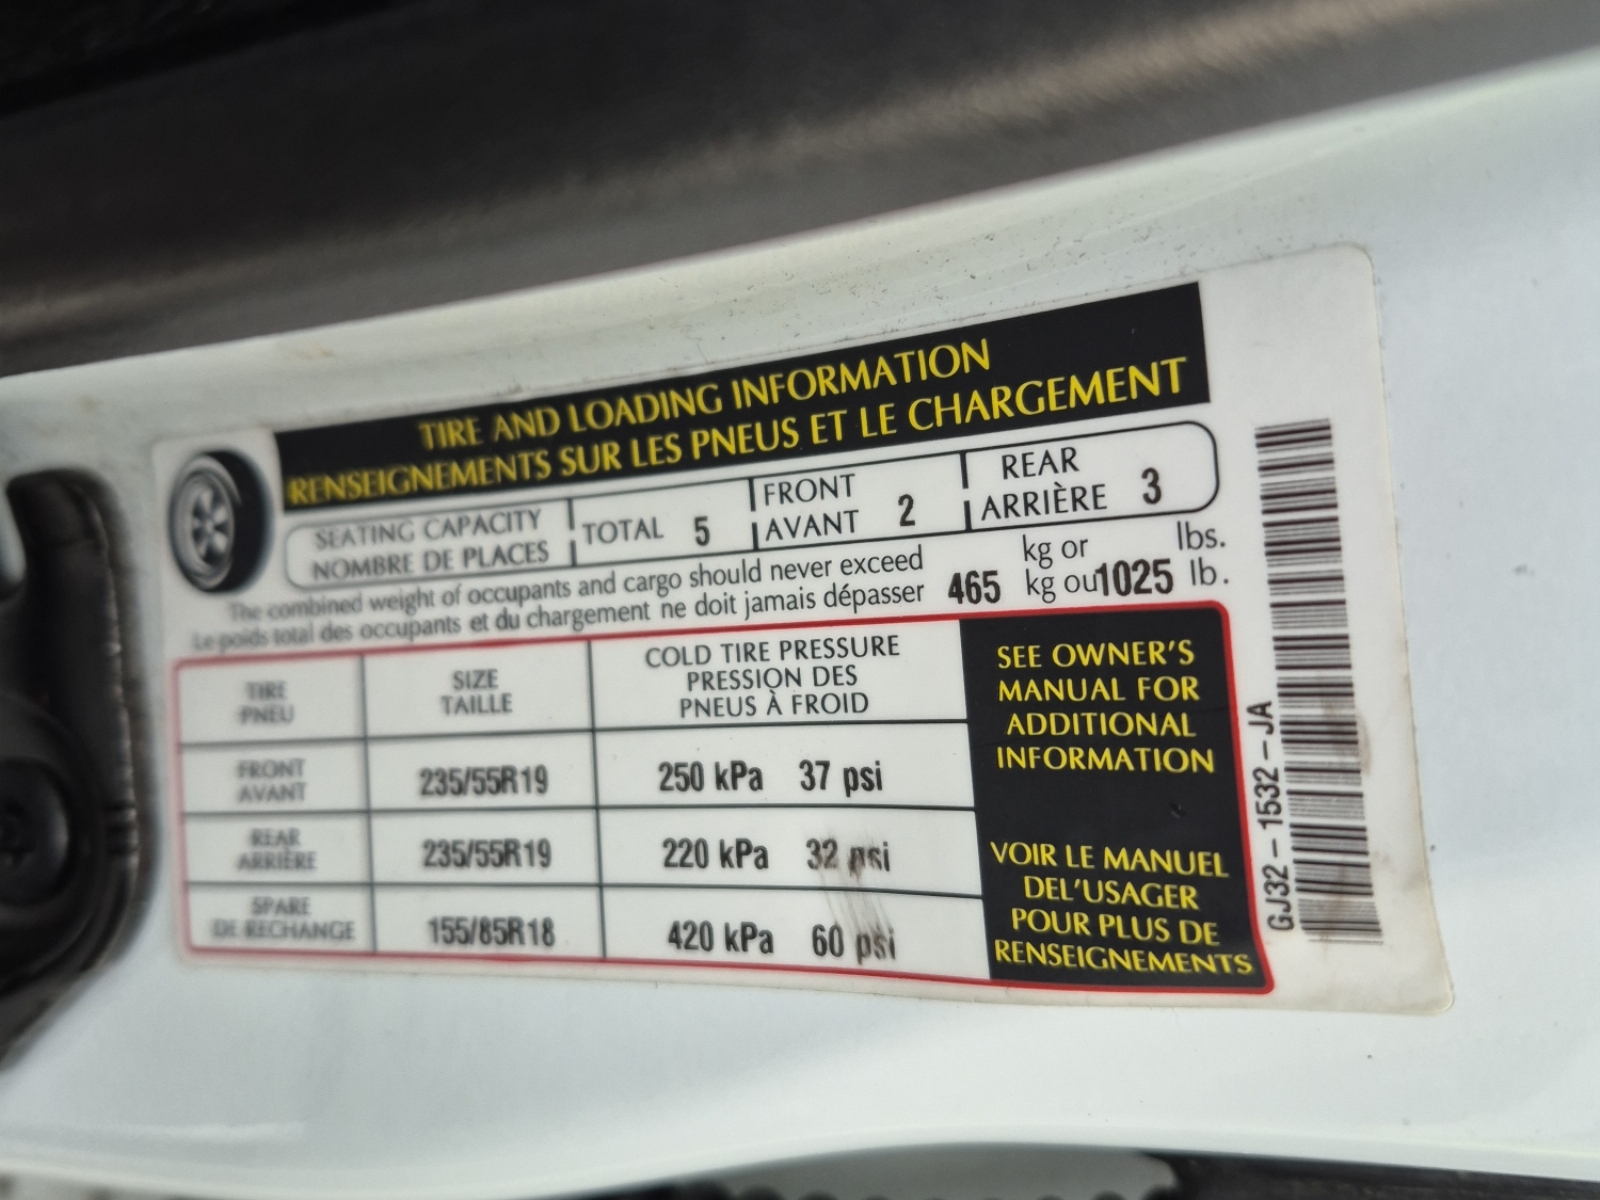 TIRE AND LOADING INFORMATION
RENSEIGNEMENTS SUR LES PNEUS ET LE CHARGEMENT
SEATING CAPACITY
NOMBRE DE PLACES
TOTAL 5
FRONT
AVANT 2
REAR
ARRIÈRE 3
The combined weight of occupants and cargo should never exceed 465 kg or 1025 lbs.
Le poids total des occupants et du chargement ne doit jamais dépasser kg ou lb.
TIRE
PNEU
SIZE
TAILLE
COLD TIRE PRESSURE
PRESSION DES
PNEUS À FROID
FRONT
AVANT
235/55R19
250 kPa 37 psi
REAR
ARRIÈRE
235/55R19
220 kPa 32 psi
SPARE
DE RECHANGE
155/85R18
420 kPa 60 psi
SEE OWNER'S
MANUAL FOR
ADDITIONAL
INFORMATION
VOIR LE MANUEL
DEL'USAGER
POUR PLUS DE
RENSEIGNEMENTS
GJ32-1532-JA